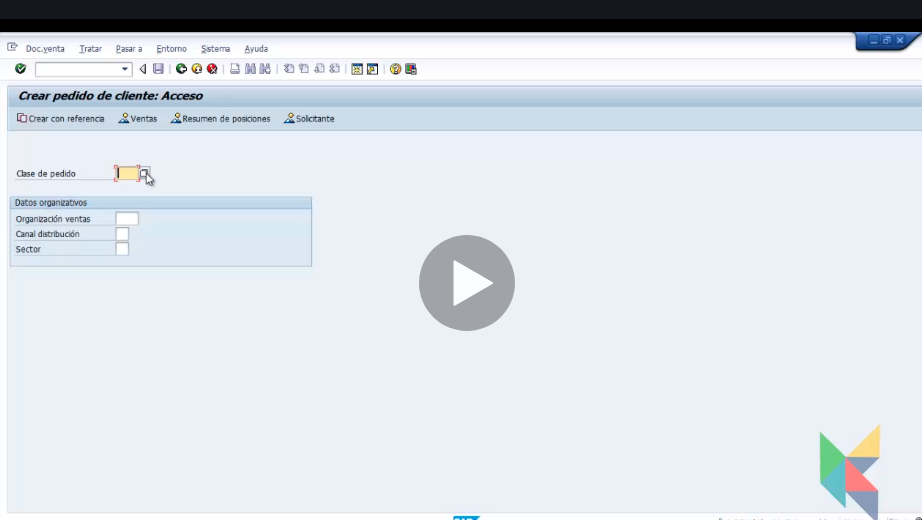 Doc.venta Tratar Pasar a Entorno Sistema Ayuda
Crear pedido de cliente: Acceso
Crear con referencia Ventas Resumen de posiciones Solicitante
Clase de pedido
Datos organizativos
Organización ventas
Canal distribución
Sector